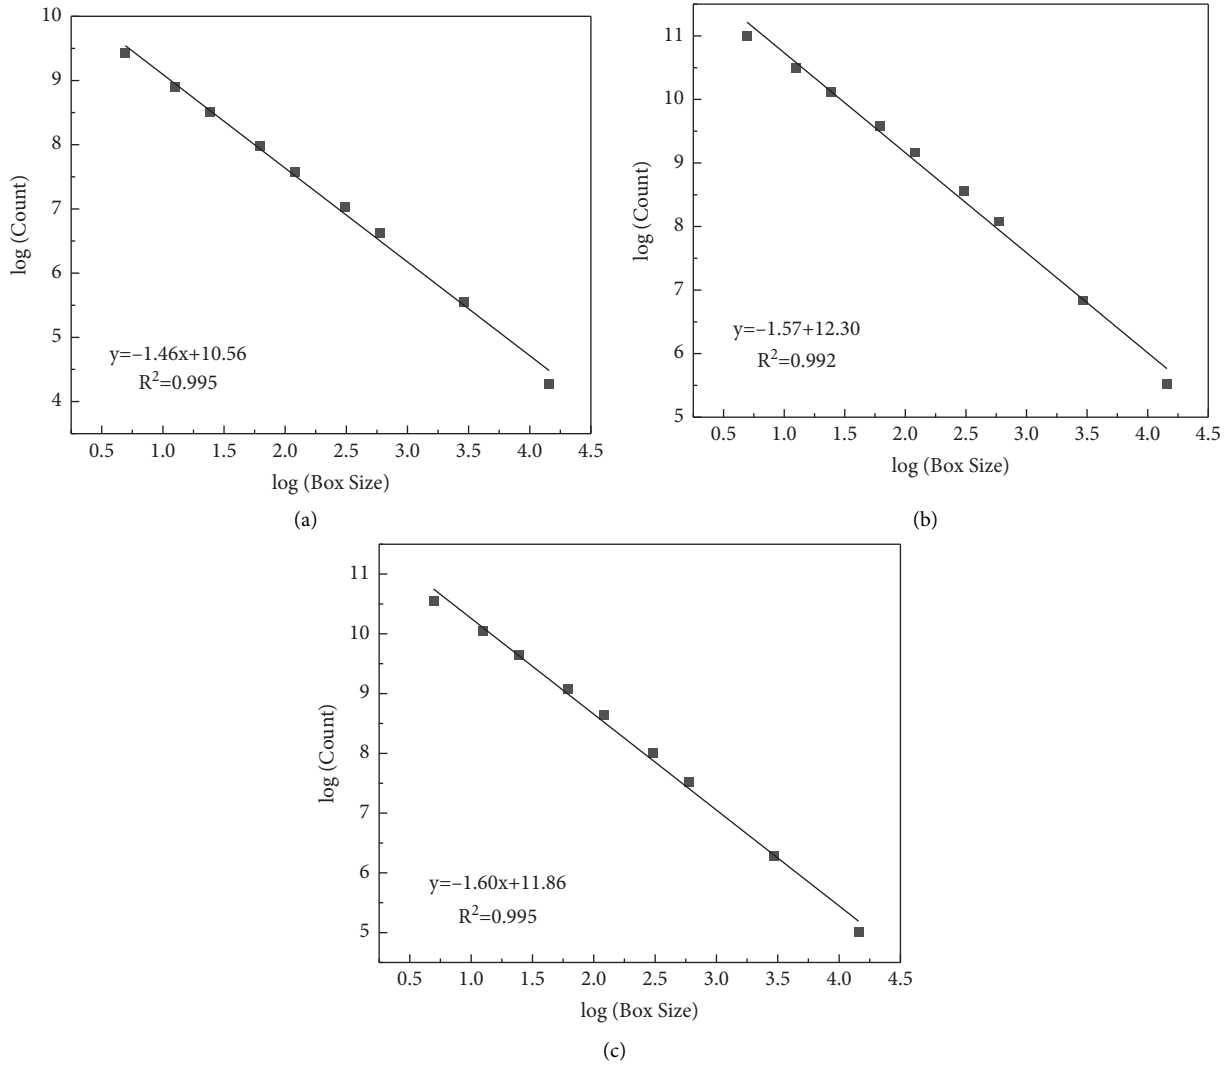 10
9
8
7
6
5
4
log (Count)
y=–1.46x+10.56
R²=0.995
0.5 1.0 1.5 2.0 2.5 3.0 3.5 4.0 4.5
log (Box Size)
(a)
11
10
9
8
7
6
5
log (Count)
y=–1.57+12.30
R²=0.992
0.5 1.0 1.5 2.0 2.5 3.0 3.5 4.0 4.5
log (Box Size)
(b)
11
10
9
8
7
6
5
log (Count)
y=–1.60x+11.86
R²=0.995
0.5 1.0 1.5 2.0 2.5 3.0 3.5 4.0 4.5
log (Box Size)
(c)